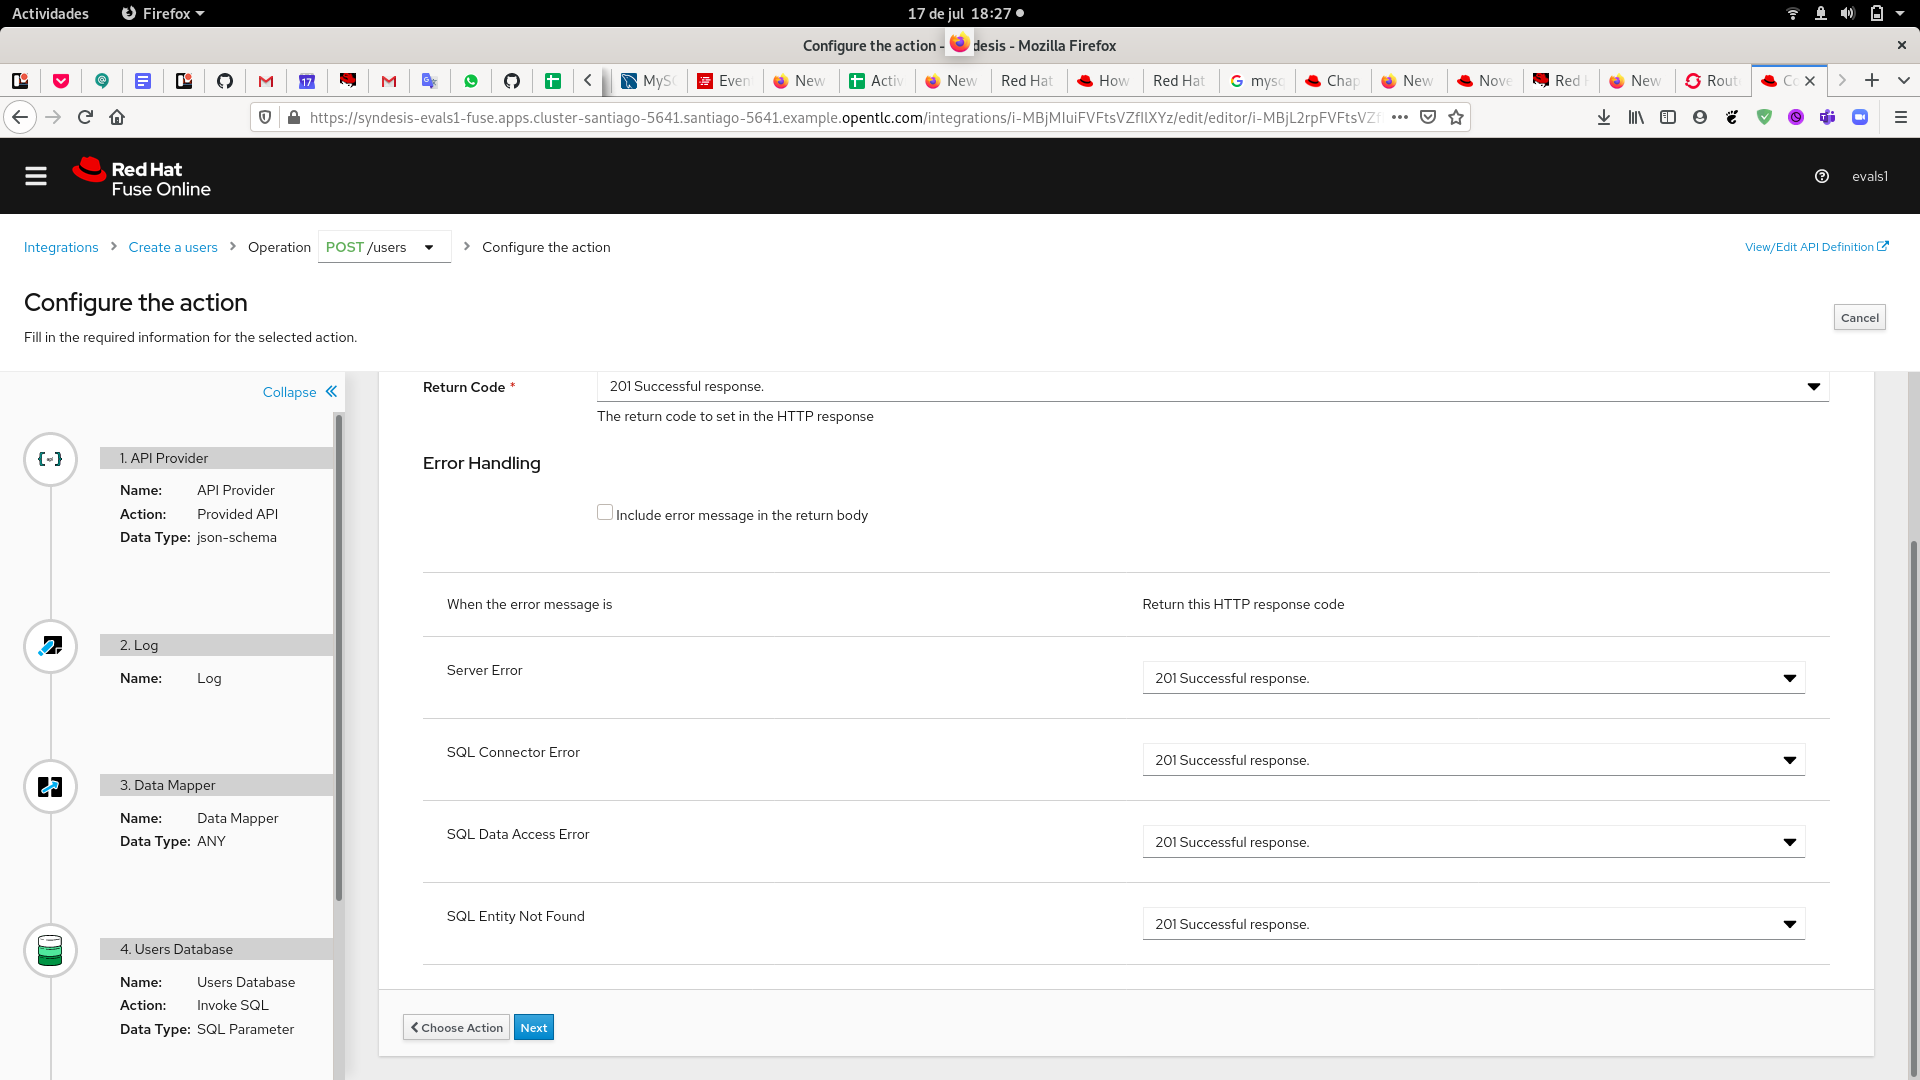 Actividades
Firefox
17 de jul 18:27
Configure the action - desis - Mozilla Firefox
17
MyS
Even
New
Activ
New
Red Hat
How
Red Hat
mysq
Chap
New
Nove
Red
New
Rout
Co
https://syndesis-evals1-fuse.apps.cluster-santiago-5641.santiago-5641.example.opentlc.com/integrations/
Red Hat
Fuse Online
evals1
Integrations
Create a users
Operation
POST /users
Configure the action
View/Edit API Definition
Configure the action
Cancel
Fill in the required information for the selected action.
Collapse
Return Code *
201 Successful response.
The return code to set in the HTTP response
1. API Provider
Name: API Provider
Action: Provided API
Data Type: json-schema
2. Log
Name: Log
3. Data Mapper
Name: Data Mapper
Data Type: ANY
4. Users Database
Name: Users Database
Action: Invoke SQL
Data Type: SQL Parameter
Error Handling
Include error message in the return body
When the error message is
Return this HTTP response code
Server Error
201 Successful response.
SQL Connector Error
201 Successful response.
SQL Data Access Error
201 Successful response.
SQL Entity Not Found
201 Successful response.
Choose Action
Next